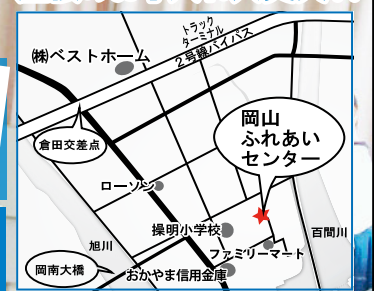 ㈱ベストホーム
トラック
ターミナル
2号線バイパス
岡山
ふれあい
センター
倉田交差点
ローソン
操明小学校
旭川
百間川
ファミリーマート
岡南大橋
おかやま信用金庫